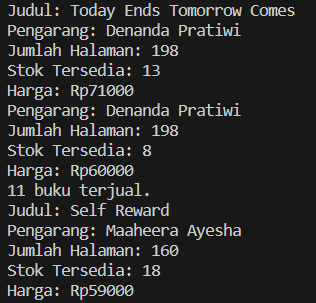 Judul: Today Ends Tomorrow Comes
Pengarang: Denanda Pratiwi
Jumlah Halaman: 198
Stok Tersedia: 13
Harga: Rp71000
Pengarang: Denanda Pratiwi
Jumlah Halaman: 198
Stok Tersedia: 8
Harga: Rp60000
11 buku terjual.
Judul: Self Reward
Pengarang: Maaheera Ayesha
Jumlah Halaman: 160
Stok Tersedia: 18
Harga: Rp59000